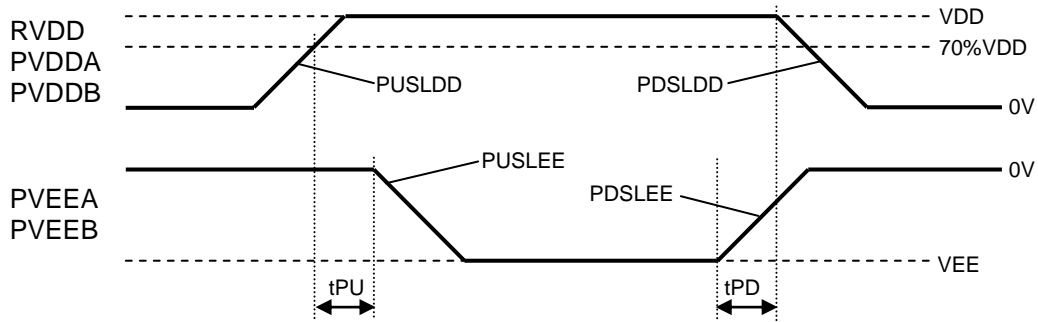 RVDD
PVDDA
PVDDB
VDD
70%VDD
PUSLDD
PDSLDD
0V
PVEEA
PVEEB
PUSLEE
PDSLEE
0V
VEE
tPU
tPD